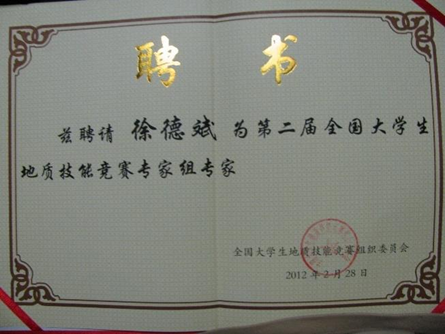 聘 书
兹聘请 徐德斌 为第二届全国大学生
地质技能竞赛专家组专家
全国大学生地质技能竞赛组织委员会
2012年2月28日